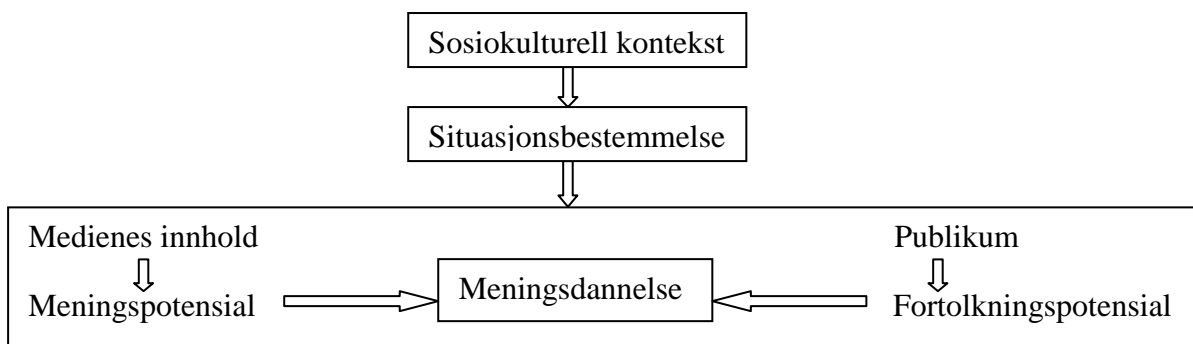 Sosiokulturell kontekst
Situasjonsbestemmelse
Medienes innhold
Publikum
Meningspotensial
Meningsdannelse
Fortolkningspotensial